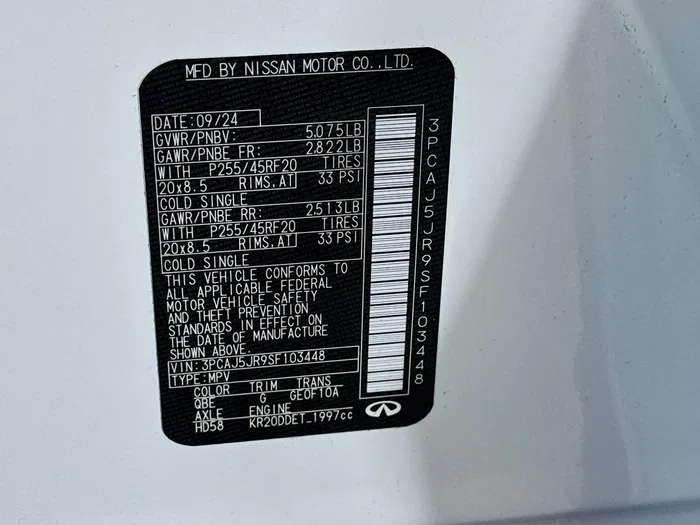 MFD BY NISSAN MOTOR CO.,LTD.
DATE:09/24
GVWR/PNBV: 5,075LB
GAWR/PNBE FR: 2,822LB
WITH P255/45RF20 TIRES
20x8.5 RIMS,AT 33 PSI
COLD SINGLE
GAWR/PNBE RR: 2,513LB
WITH P255/45RF20 TIRES
20x8.5 RIMS,AT 33 PSI
COLD SINGLE
THIS VEHICLE CONFORMS TO
ALL APPLICABLE FEDERAL
MOTOR VEHICLE SAFETY
AND THEFT PREVENTION
STANDARDS IN EFFECT ON
THE DATE OF MANUFACTURE
SHOWN ABOVE.
VIN:3PCAJ5JR9SF103448
TYPE:MPV
COLOR TRIM TRANS
QBE G GE0F10A
AXLE ENGINE
HD58 KR20DDET_1997cc
3PCAJ5JR9SF103448